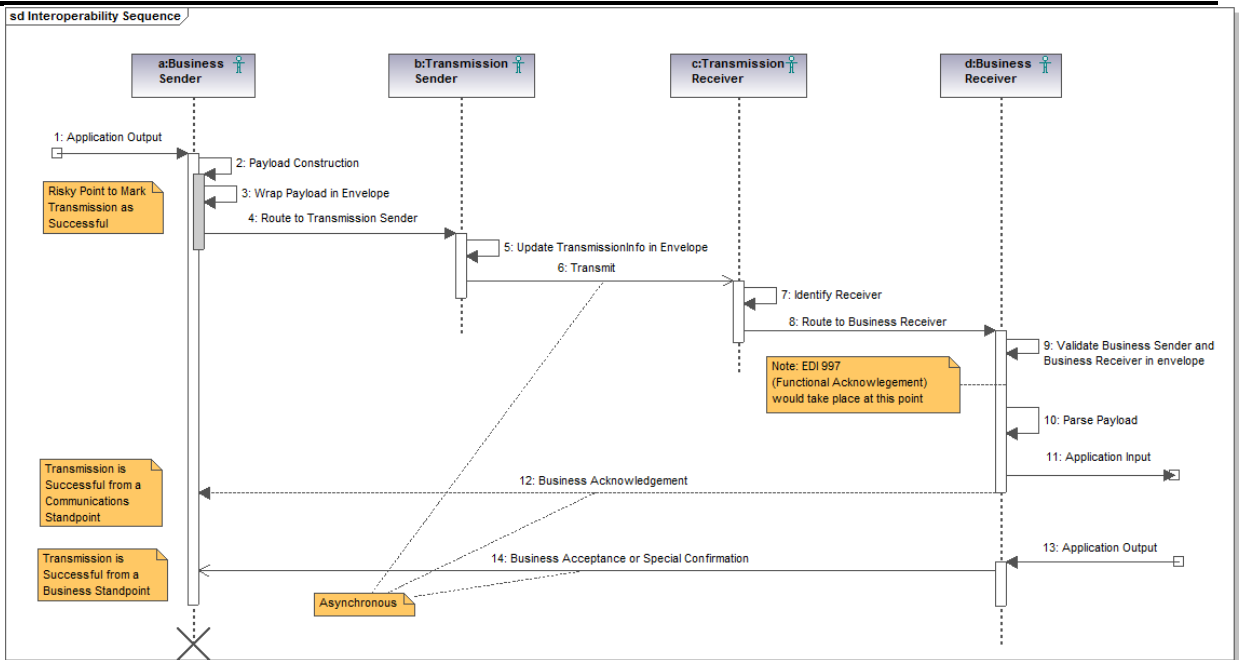 sd Interoperability Sequence
a:Business
Sender
b:Transmission
Sender
c:Transmission
Receiver
d:Business
Receiver
1: Application Output
2: Payload Construction
Risky Point to Mark
Transmission as
Successful
3: Wrap Payload in Envelope
4: Route to Transmission Sender
5: Update TransmissionInfo in Envelope
6: Transmit
7: Identify Receiver
8: Route to Business Receiver
9: Validate Business Sender and
Business Receiver in envelope
Note: EDI 997
(Functional Acknowlegement)
would take place at this point
10: Parse Payload
11: Application Input
Transmission is
Successful from a
Communications
Standpoint
12: Business Acknowledgement
13: Application Output
Transmission is
Successful from a
Business Standpoint
14: Business Acceptance or Special Confirmation
Asynchronous